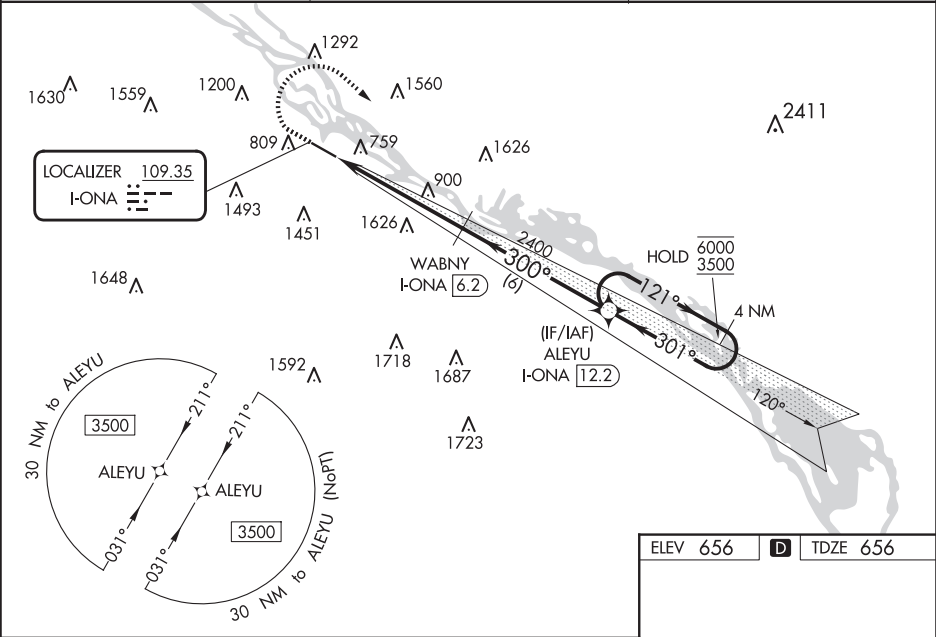 1292
1630
1559
1200
1560
2411
809
759
1626
LOCALIZER 109.35
I-ONA
1493
900
1451
1626
2400
300°
(6)
WABNY
I-ONA 6.2
HOLD 6000
3500
121°
4 NM
1648
(IF/IAF)
ALEYU
I-ONA 12.2
301°
1592
1718
1687
120°
1723
30 NM to ALEYU
3500
211°
211°
ALEYU
ALEYU
3500
031°
031°
30 NM to ALEYU (NoPT)
ELEV 656 D TDZE 656